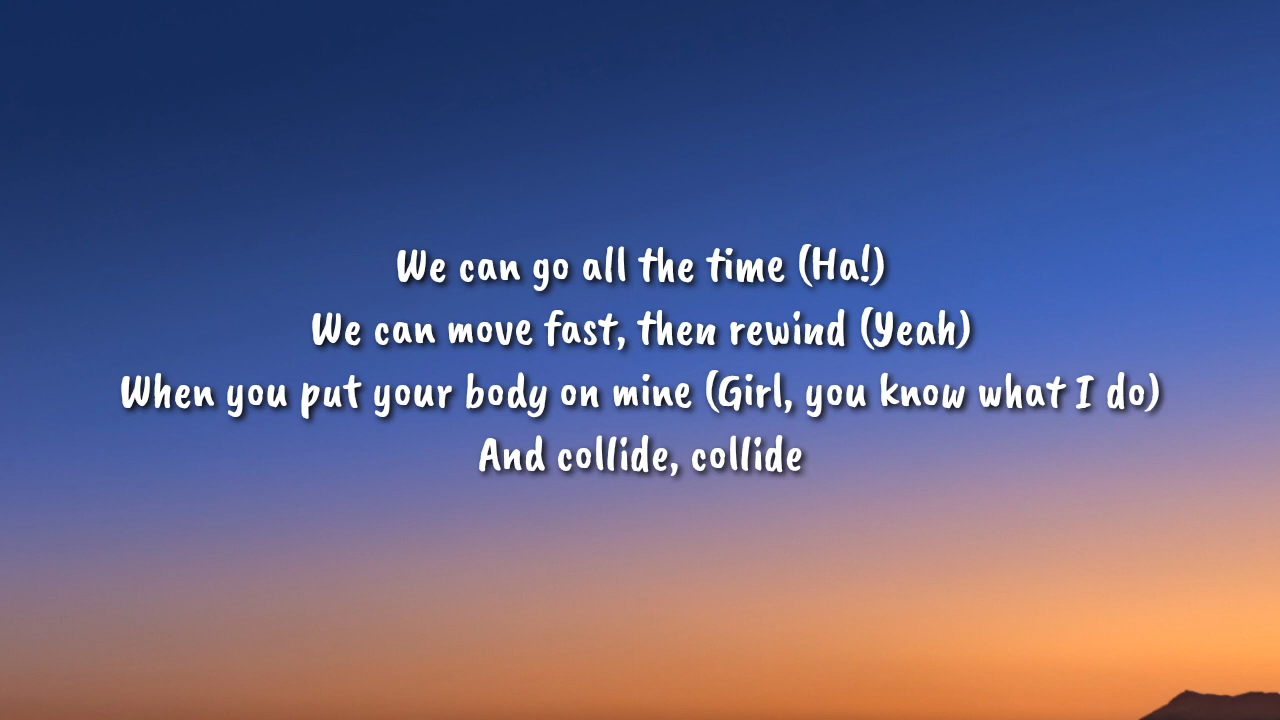 We can go all the time (Ha!)
We can move fast, then rewind (Yeah)
When you put your body on mine (Girl, you know what I do)
And collide, collide